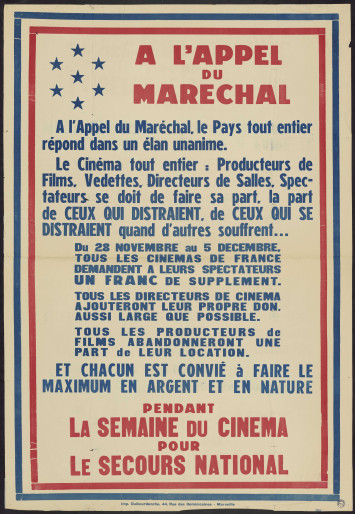 A L'APPEL
DU
MARECHAL
A l'Appel du Maréchal, le Pays tout entier
répond dans un élan unanime.
Le Cinéma tout entier : Producteurs de
Films, Vedettes, Directeurs de Salles, Spec-
tateurs se doit de faire sa part, la part
de CEUX QUI DISTRAIENT, de CEUX QUI SE
DISTRAIENT quand d'autres souffrent...
Du 28 NOVEMBRE au 5 DECEMBRE,
TOUS LES CINEMAS DE FRANCE
DEMANDENT A LEURS SPECTATEURS
UN FRANC DE SUPPLEMENT.
TOUS LES DIRECTEURS DE CINEMA
AJOUTERONT LEUR PROPRE DON,
AUSSI LARGE QUE POSSIBLE.
TOUS LES PRODUCTEURS de
FILMS ABANDONNERONT UNE
PART de LEUR LOCATION.
ET CHACUN EST CONVIÉ à FAIRE LE
MAXIMUM EN ARGENT ET EN NATURE
PENDANT
LA SEMAINE DU CINEMA
POUR
LE SECOURS NATIONAL
Marseille